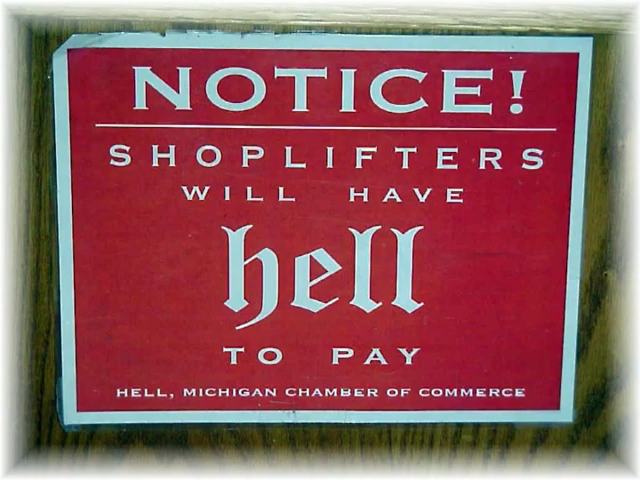 NOTICE!
SHOPLIFTERS
WILL HAVE
hell
TO PAY
HELL, MICHIGAN CHAMBER OF COMMERCE